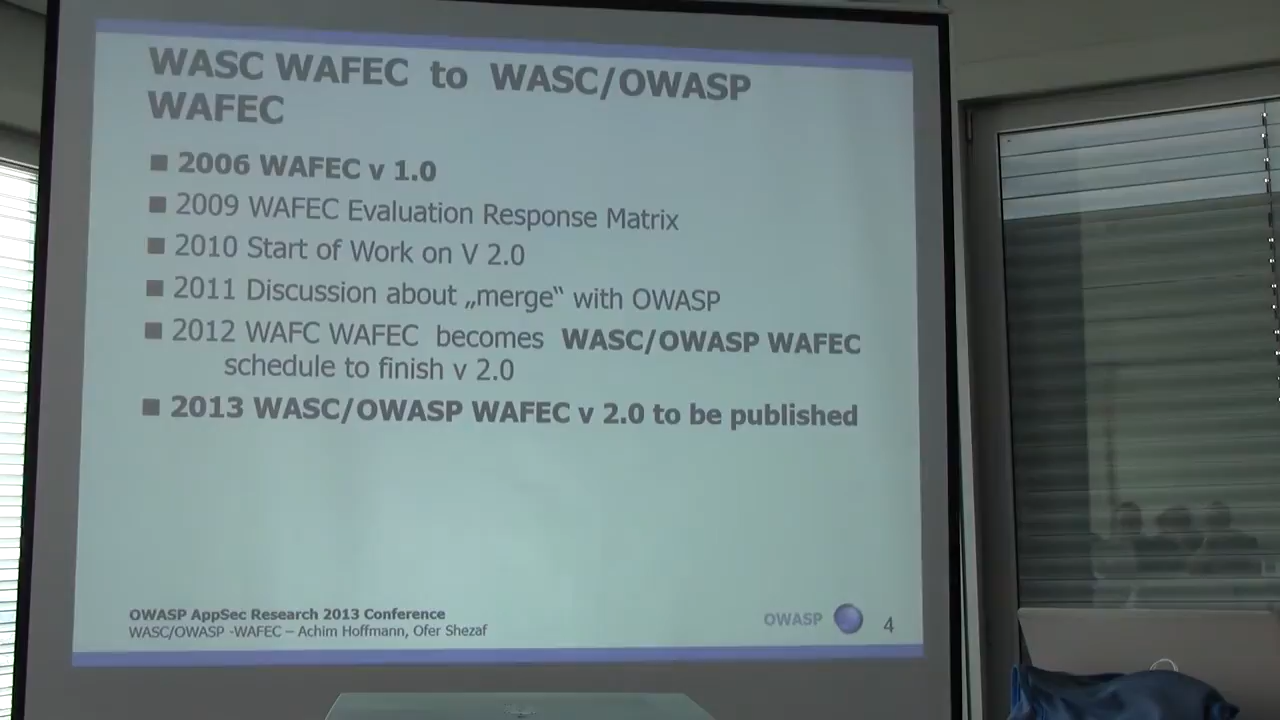 WASC WAFEC to WASC/OWASP
WAFEC
■ 2006 WAFEC v 1.0
■ 2009 WAFEC Evaluation Response Matrix
■ 2010 Start of Work on V 2.0
■ 2011 Discussion about „merge“ with OWASP
■ 2012 WAFC WAFEC becomes WASC/OWASP WAFEC
schedule to finish v 2.0
■ 2013 WASC/OWASP WAFEC v 2.0 to be published
OWASP AppSec Research 2013 Conference
WASC/OWASP -WAFEC – Achim Hoffmann, Ofer Shezaf
OWASP
4